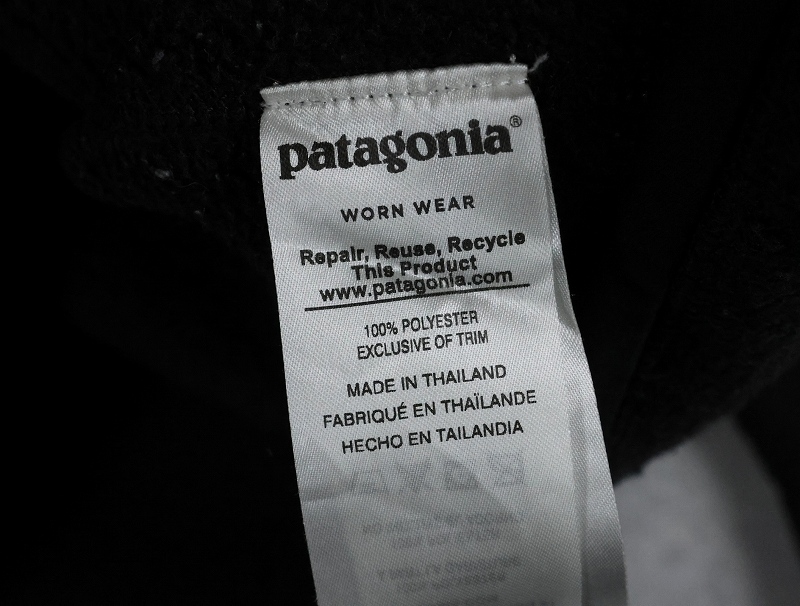 patagonia®
WORN WEAR
Repair, Reuse, Recycle
This Product
www.patagonia.com
100% POLYESTER
EXCLUSIVE OF TRIM
MADE IN THAILAND
FABRIQUÉ EN THAÏLANDE
HECHO EN TAILANDIA